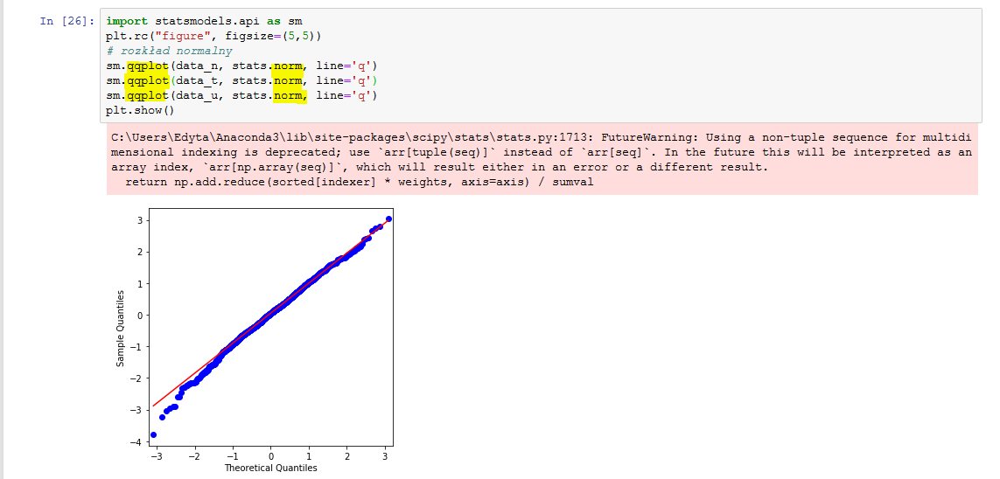 In [26]: import statsmodels.api as sm
plt.rc("figure", figsize=(5,5))
# rozkład normalny
sm.qqplot(data_n, stats.norm, line='q')
sm.qqplot(data_t, stats.norm, line='q')
sm.qqplot(data_u, stats.norm, line='q')
plt.show()
C:\Users\Edyta\Anaconda3\lib\site-packages\scipy\stats\stats.py:1713: FutureWarning: Using a non-tuple sequence for multidi
mensional indexing is deprecated; use `arr[tuple(seq)]` instead of `arr[seq]`. In the future this will be interpreted as an
array index, `arr[np.array(seq)]`, which will result either in an error or a different result.
  return np.add.reduce(sorted[indexer] * weights, axis=axis) / sumval
3
2
1
0
−1
−2
−3
−4
Sample Quantiles
−3 −2 −1 0 1 2 3
Theoretical Quantiles